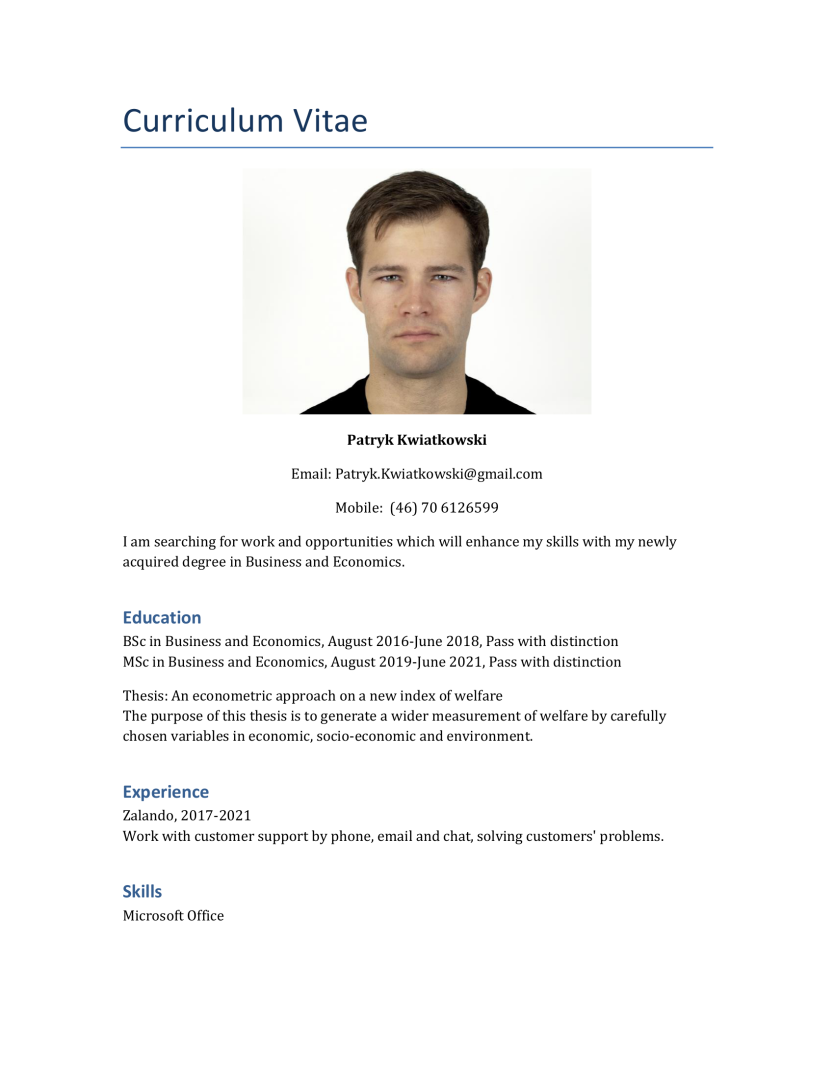 Curriculum Vitae
Patryk Kwiatkowski
Email: Patryk.Kwiatkowski@gmail.com
Mobile:  (46) 70 6126599
I am searching for work and opportunities which will enhance my skills with my newly
acquired degree in Business and Economics.
Education
BSc in Business and Economics, August 2016-June 2018, Pass with distinction
MSc in Business and Economics, August 2019-June 2021, Pass with distinction
Thesis: An econometric approach on a new index of welfare
The purpose of this thesis is to generate a wider measurement of welfare by carefully
chosen variables in economic, socio-economic and environment.
Experience
Zalando, 2017-2021
Work with customer support by phone, email and chat, solving customers' problems.
Skills
Microsoft Office